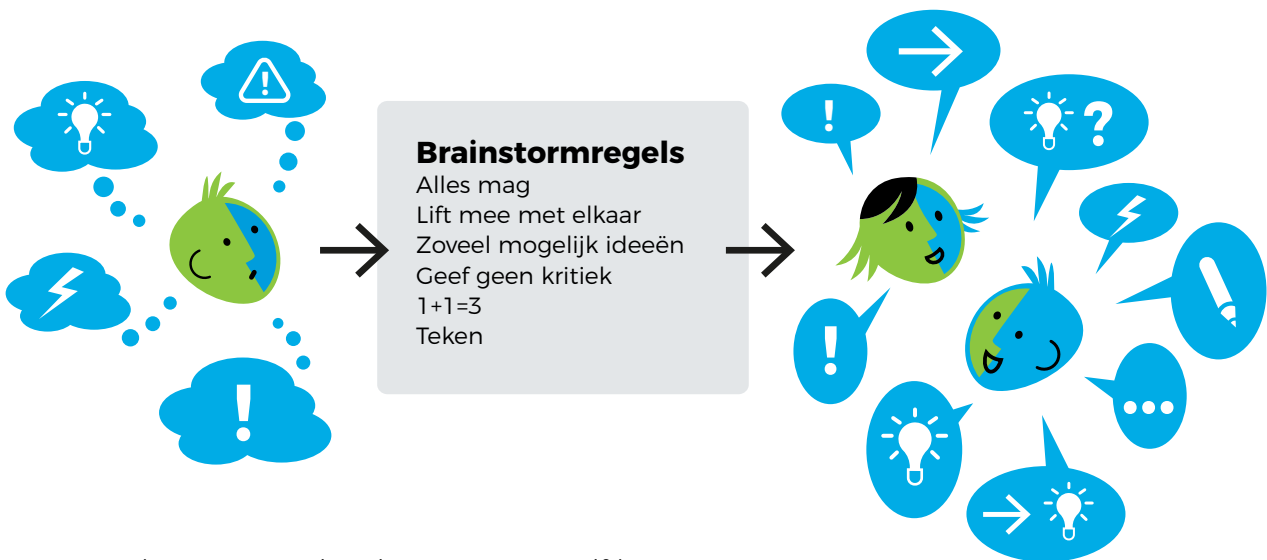 Brainstormregels
Alles mag
Lift mee met elkaar
Zoveel mogelijk ideeën
Geef geen kritiek
1+1=3
Teken